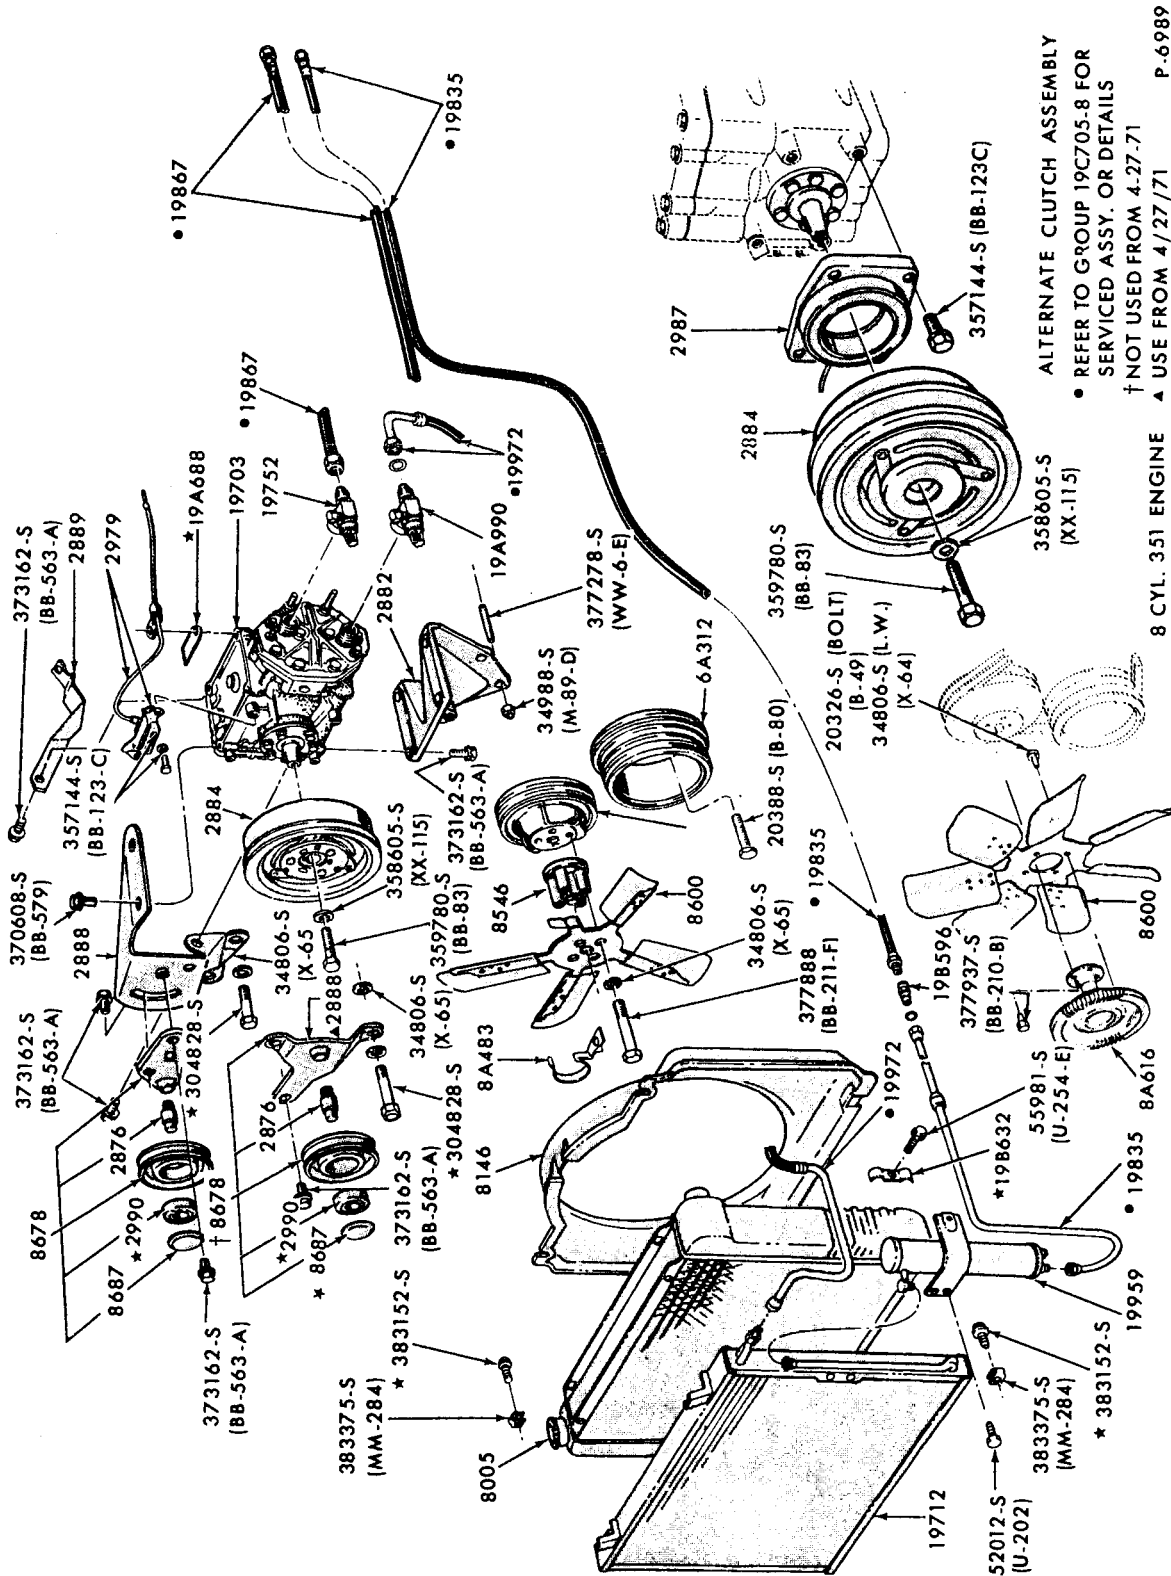 373162-S
(BB-563-A)
2889
2979
★19A688
19703
19752
● 19867
● 19867
● 19835
370608-S
(BB-579)
2888
357144-S
(BB-123-C)
2884
2882
19A990
●19972
377278-S
(WW-6-E)
34988-S
(M-89-D)
373162-S
(BB-563-A)
358605-S
(XX-115)
359780-S
(BB-83)
34806-S
(X-65
373162-S
(BB-563-A)
★ 304828-S
2876
8678
★2990
8687
373162-S
(BB-563-A)
▲2888
34806-S
(X-65)
★ 304828-S
2876
† 8678
★2990
★ 8687
373162-S
(BB-563-A)
6A312
20388-S (B-80)
8546
8600
34806-S
(X-65)
377888
(BB-211-F)
8A483
8146
383375-S
(MM-284)
★ 383152-S
8005
2987
2884
357144-S (BB-123C)
359780-S
(BB-83)
358605-S
(XX-115)
20326-S (BOLT)
(B-49)
34806-S (L.W.)
(X-64)
● 19835
19B596
377937-S
(BB-210-B)
8600
8A616
● 19972
55981-S
(U-254-E)
★19B632
● 19835
19959
★ 383152-S
383375-S
(MM-284)
52012-S
(U-202)
19712
ALTERNATE CLUTCH ASSEMBLY
● REFER TO GROUP 19C705-8 FOR
SERVICED ASSY. OR DETAILS
† NOT USED FROM 4-27-71
8 CYL. 351 ENGINE ▲ USE FROM 4/27/71 P-6989